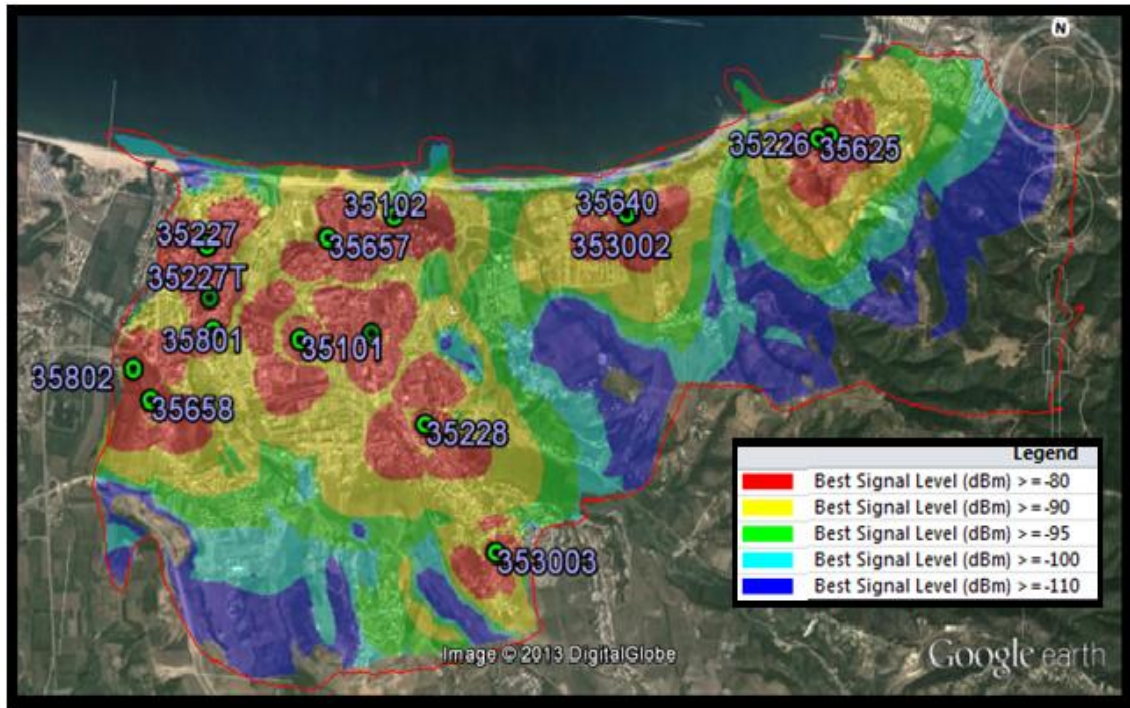 N
35226
35625
35102
35640
35227
35657
353002
35227T
35801
35101
35802
35658
35228
353003
Legend
Best Signal Level (dBm) >=-80
Best Signal Level (dBm) >=-90
Best Signal Level (dBm) >=-95
Best Signal Level (dBm) >=-100
Best Signal Level (dBm) >=-110
Image © 2013 DigitalGlobe
Google earth